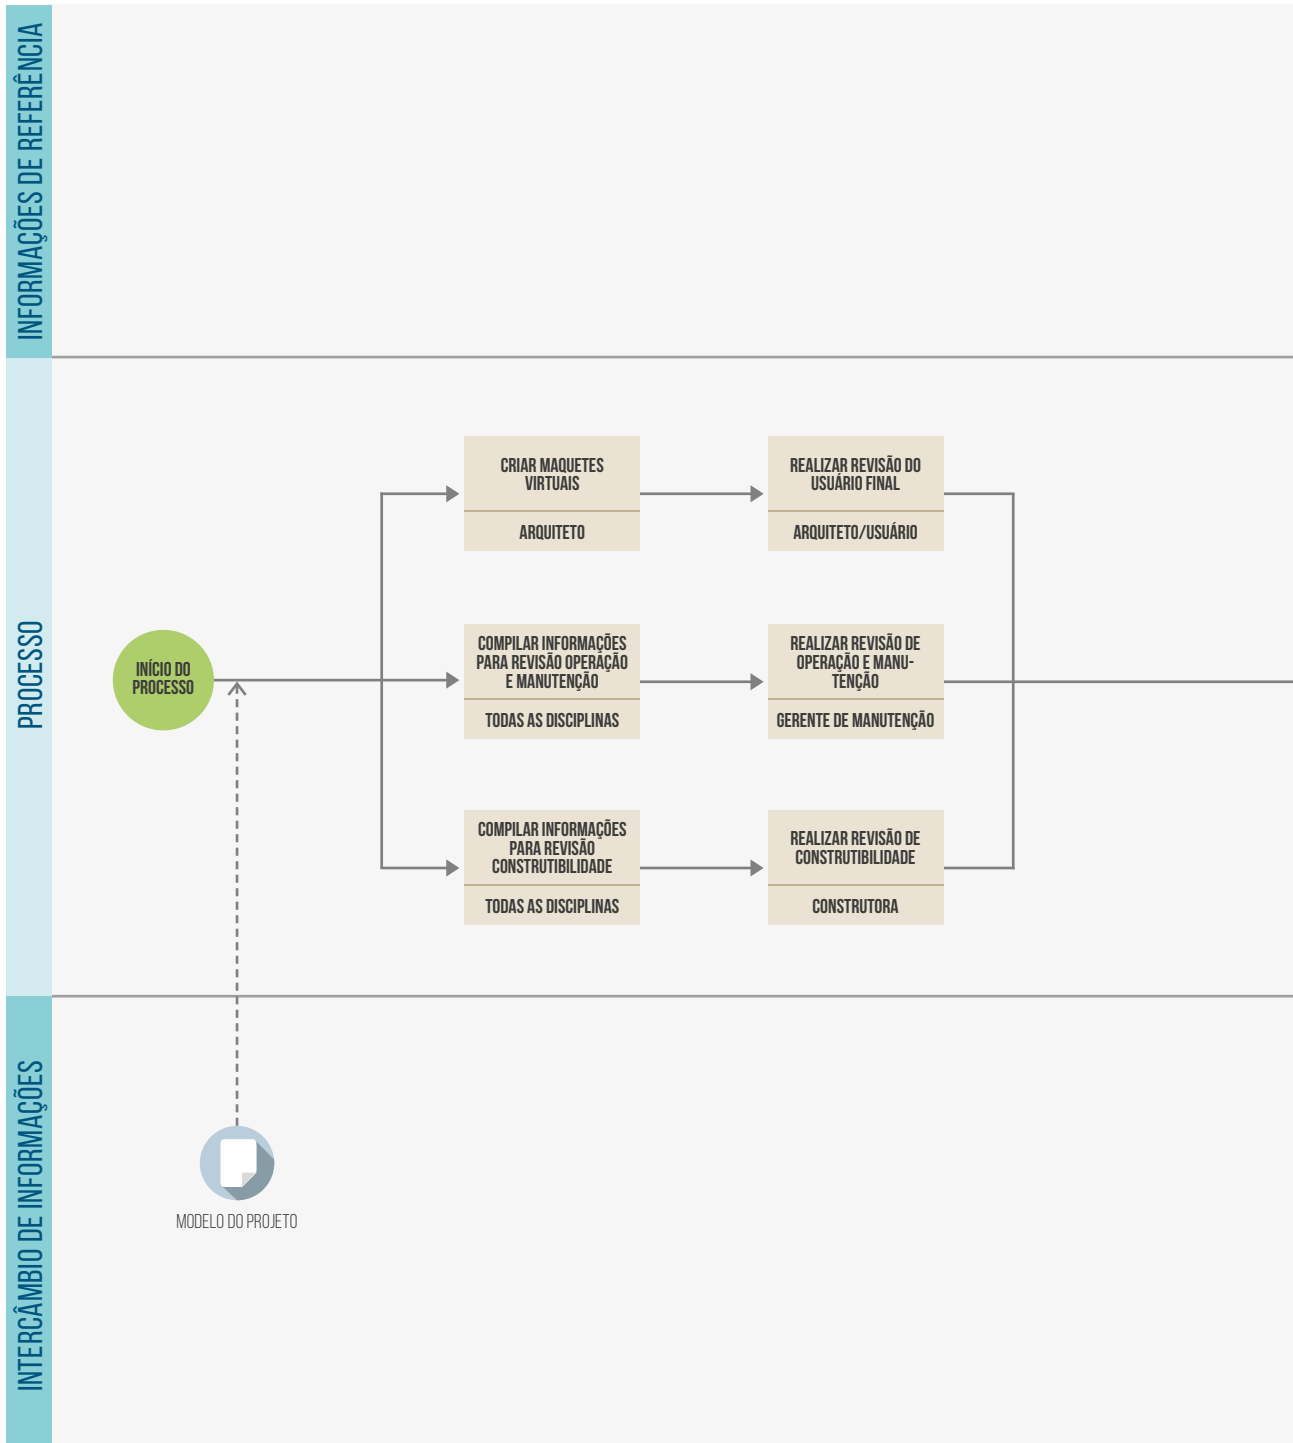 INFORMAÇÕES DE REFERÊNCIA
PROCESSO
INÍCIO DO
PROCESSO
CRIAR MAQUETES
VIRTUAIS
ARQUITETO
REALIZAR REVISÃO DO
USUÁRIO FINAL
ARQUITETO/USUÁRIO
COMPILAR INFORMAÇÕES
PARA REVISÃO OPERAÇÃO
E MANUTENÇÃO
TODAS AS DISCIPLINAS
REALIZAR REVISÃO DE
OPERAÇÃO E MANU-
TENÇÃO
GERENTE DE MANUTENÇÃO
COMPILAR INFORMAÇÕES
PARA REVISÃO
CONSTRUTIBILIDADE
TODAS AS DISCIPLINAS
REALIZAR REVISÃO DE
CONSTRUTIBILIDADE
CONSTRUTORA
INTERCÂMBIO DE INFORMAÇÕES
MODELO DO PROJETO